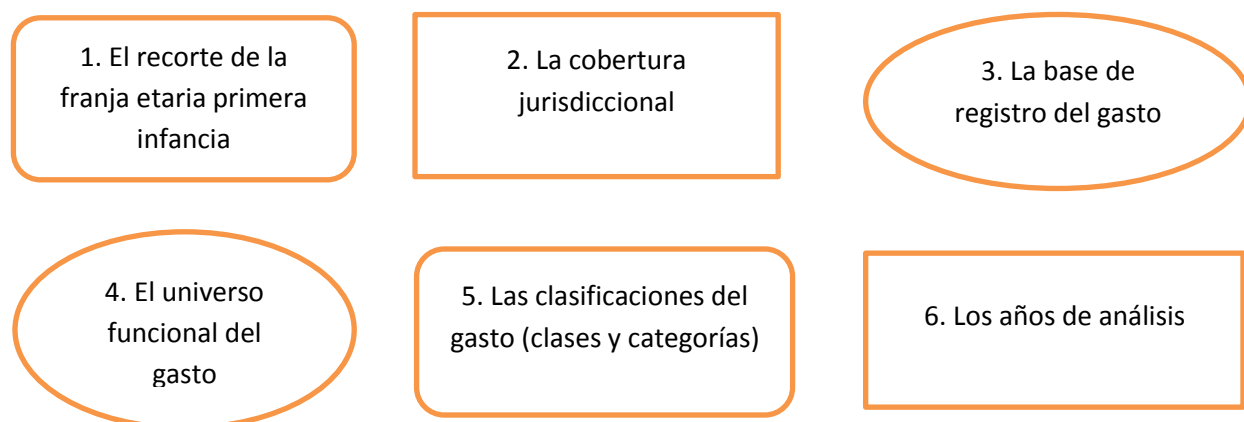 1. El recorte de la
franja etaria primera
infancia
2. La cobertura
jurisdiccional
3. La base de
registro del gasto
4. El universo
funcional del
gasto
5. Las clasificaciones del
gasto (clases y categorías)
6. Los años de análisis